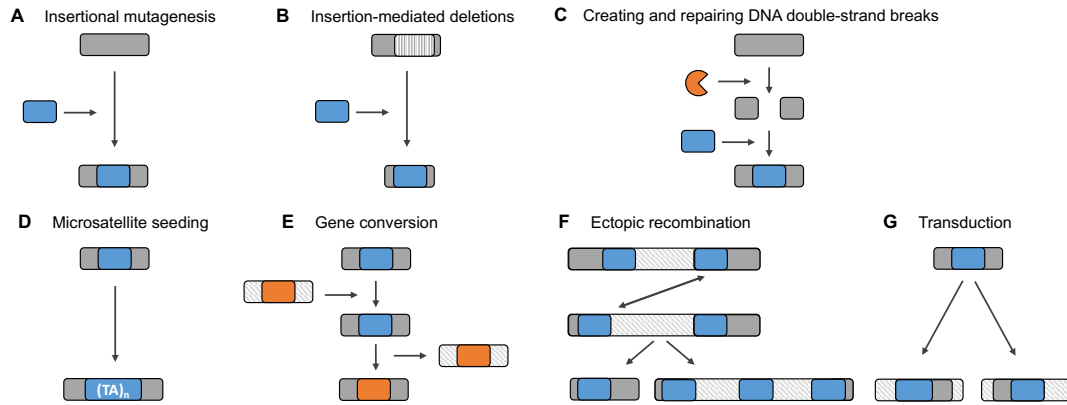 A Insertional mutagenesis
B Insertion-mediated deletions
C Creating and repairing DNA double-strand breaks
D Microsatellite seeding
E Gene conversion
F Ectopic recombination
G Transduction
(TA)n